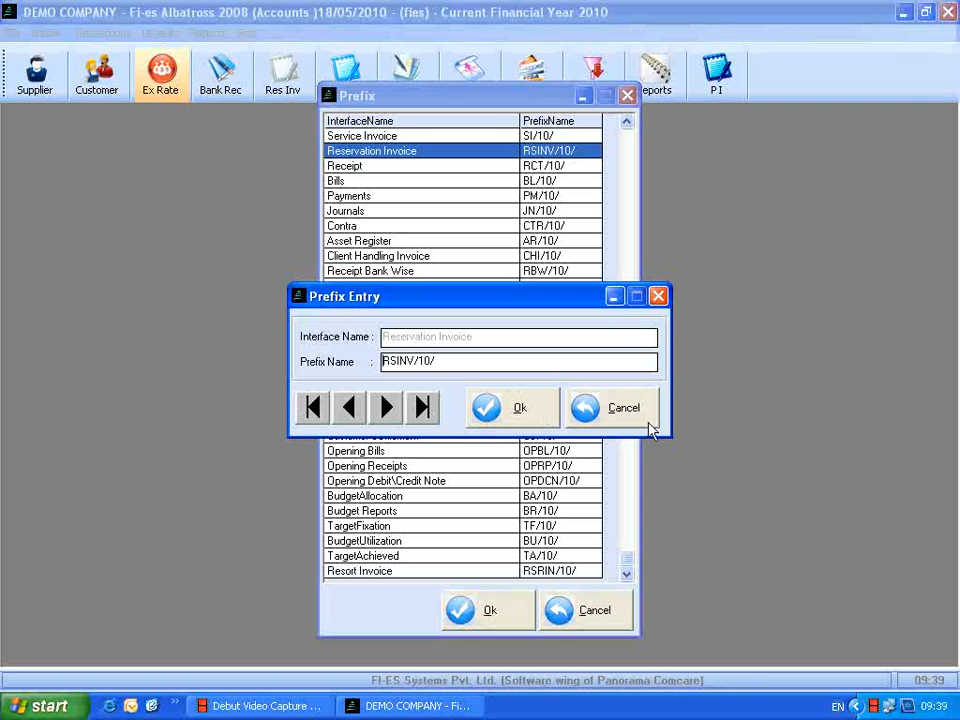 DEMO COMPANY - Fi-es Albatross 2008 (Accounts )18/05/2010 - (fies) - Current Financial Year 2010
Supplier
Customer
Ex Rate
Bank Rec
Res Inv
ports
P I
Prefix
InterfaceName PrefixName
Service Invoice SI/10/
Reservation Invoice RSINV/10/
Receipt RCT/10/
Bills BL/10/
Payments PM/10/
Journals JN/10/
Contra CTR/10/
Asset Register AR/10/
Client Handling Invoice CHI/10/
Receipt Bank Wise RBW/10/
Prefix Entry
Interface Name : Reservation Invoice
Prefix Name : RSINV/10/
Ok
Cancel
Opening Bills OPBL/10/
Opening Receipts OPRP/10/
Opening Debit\Credit Note OPDCN/10/
BudgetAllocation BA/10/
Budget Reports BR/10/
TargetFixation TF/10/
BudgetUtilization BU/10/
TargetAchieved TA/10/
Resort Invoice RSRIN/10/
Ok
Cancel
FI-ES Systems Pvt. Ltd. (Software wing of Panorama Comcare) 09:39
start
Debut Video Capture ...
DEMO COMPANY - Fi...
EN
09:39